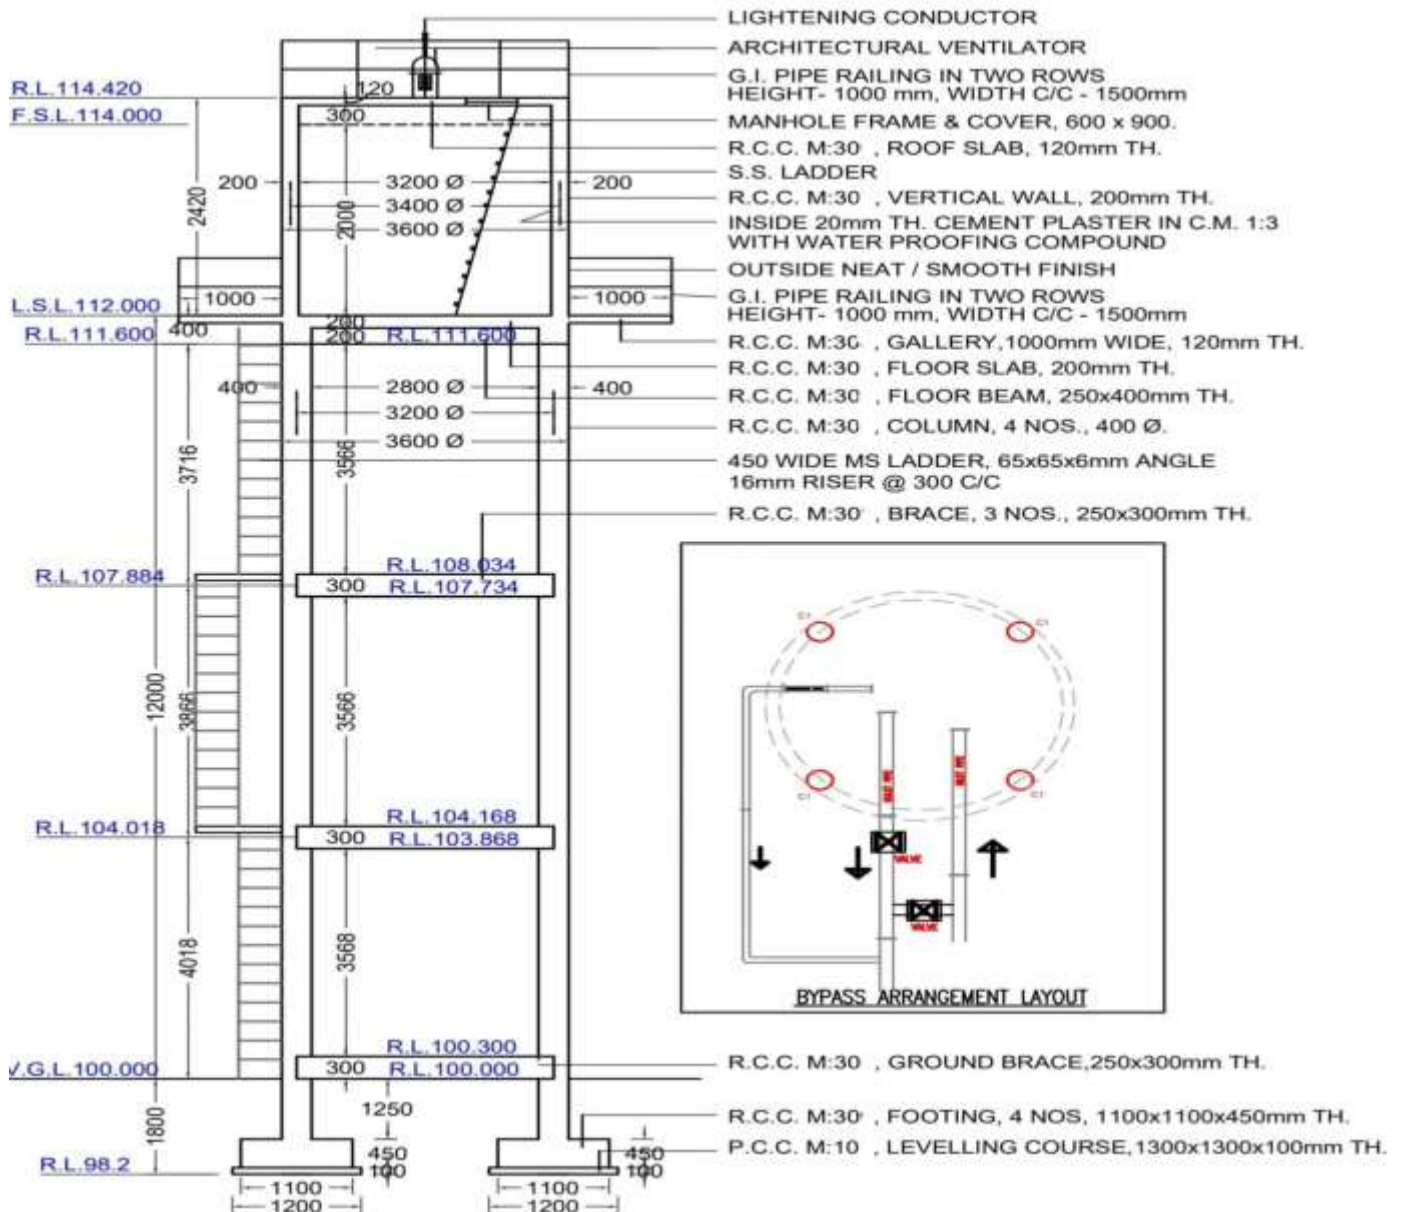 LIGHTENING CONDUCTOR
ARCHITECTURAL VENTILATOR
G.I. PIPE RAILING IN TWO ROWS
HEIGHT- 1000 mm, WIDTH C/C - 1500mm
MANHOLE FRAME & COVER, 600 x 900.
R.C.C. M:30 , ROOF SLAB, 120mm TH.
S.S. LADDER
R.C.C. M:30 , VERTICAL WALL, 200mm TH.
INSIDE 20mm TH. CEMENT PLASTER IN C.M. 1:3
WITH WATER PROOFING COMPOUND
OUTSIDE NEAT / SMOOTH FINISH
G.I. PIPE RAILING IN TWO ROWS
HEIGHT- 1000 mm, WIDTH C/C - 1500mm
R.C.C. M:30 , GALLERY,1000mm WIDE, 120mm TH.
R.C.C. M:30 , FLOOR SLAB, 200mm TH.
R.C.C. M:30 , FLOOR BEAM, 250x400mm TH.
R.C.C. M:30 , COLUMN, 4 NOS., 400 Ø.
450 WIDE MS LADDER, 65x65x6mm ANGLE
16mm RISER @ 300 C/C
R.C.C. M:30 , BRACE, 3 NOS., 250x300mm TH.
R.C.C. M:30 , GROUND BRACE,250x300mm TH.
R.C.C. M:30 , FOOTING, 4 NOS, 1100x1100x450mm TH.
P.C.C. M:10 , LEVELLING COURSE,1300x1300x100mm TH.
R.L.114.420
F.S.L.114.000
120
300
200
3200 Ø
200
3400 Ø
3600 Ø
2420
2000
1000
1000
L.S.L.112.000
400
200
200
R.L.111.600
R.L.111.600
400
2800 Ø
400
3200 Ø
3600 Ø
3716
3566
R.L.108.034
R.L.107.884
300
R.L.107.734
12000
3866
3566
R.L.104.168
R.L.104.018
300
R.L.103.868
4018
3568
R.L.100.300
V.G.L.100.000
300
R.L.100.000
1250
1800
450
100
450
100
R.L.98.2
1100
1100
1200
1200
C1
C1
C1
C1
VALVE
VALVE
BYPASS ARRANGEMENT LAYOUT